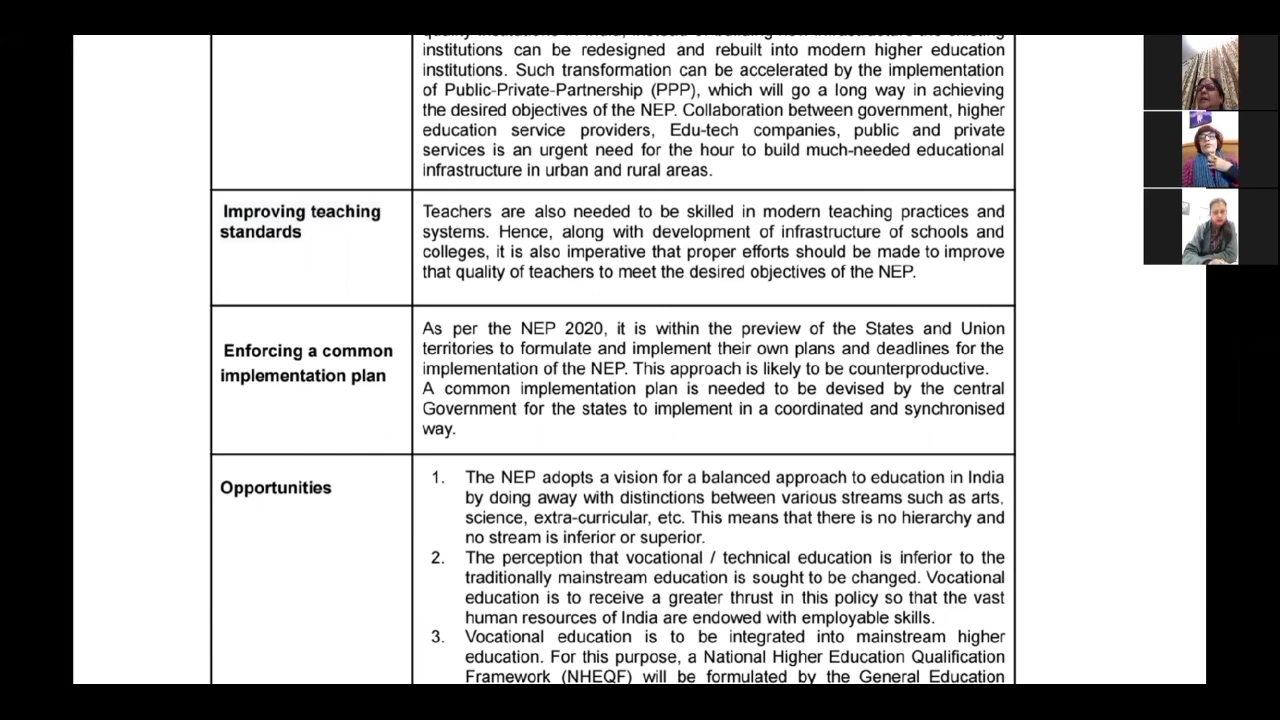 institutions can be redesigned and rebuilt into modern higher education
institutions. Such transformation can be accelerated by the implementation
of Public-Private-Partnership (PPP), which will go a long way in achieving
the desired objectives of the NEP. Collaboration between government, higher
education service providers, Edu-tech companies, public and private
services is an urgent need for the hour to build much-needed educational
infrastructure in urban and rural areas.
Improving teaching
standards
Teachers are also needed to be skilled in modern teaching practices and
systems. Hence, along with development of infrastructure of schools and
colleges, it is also imperative that proper efforts should be made to improve
that quality of teachers to meet the desired objectives of the NEP.
Enforcing a common
implementation plan
As per the NEP 2020, it is within the preview of the States and Union
territories to formulate and implement their own plans and deadlines for the
implementation of the NEP. This approach is likely to be counterproductive.
A common implementation plan is needed to be devised by the central
Government for the states to implement in a coordinated and synchronised
way.
Opportunities
1. The NEP adopts a vision for a balanced approach to education in India
by doing away with distinctions between various streams such as arts,
science, extra-curricular, etc. This means that there is no hierarchy and
no stream is inferior or superior.
2. The perception that vocational / technical education is inferior to the
traditionally mainstream education is sought to be changed. Vocational
education is to receive a greater thrust in this policy so that the vast
human resources of India are endowed with employable skills.
3. Vocational education is to be integrated into mainstream higher
education. For this purpose, a National Higher Education Qualification
Framework (NHEQF) will be formulated by the General Education